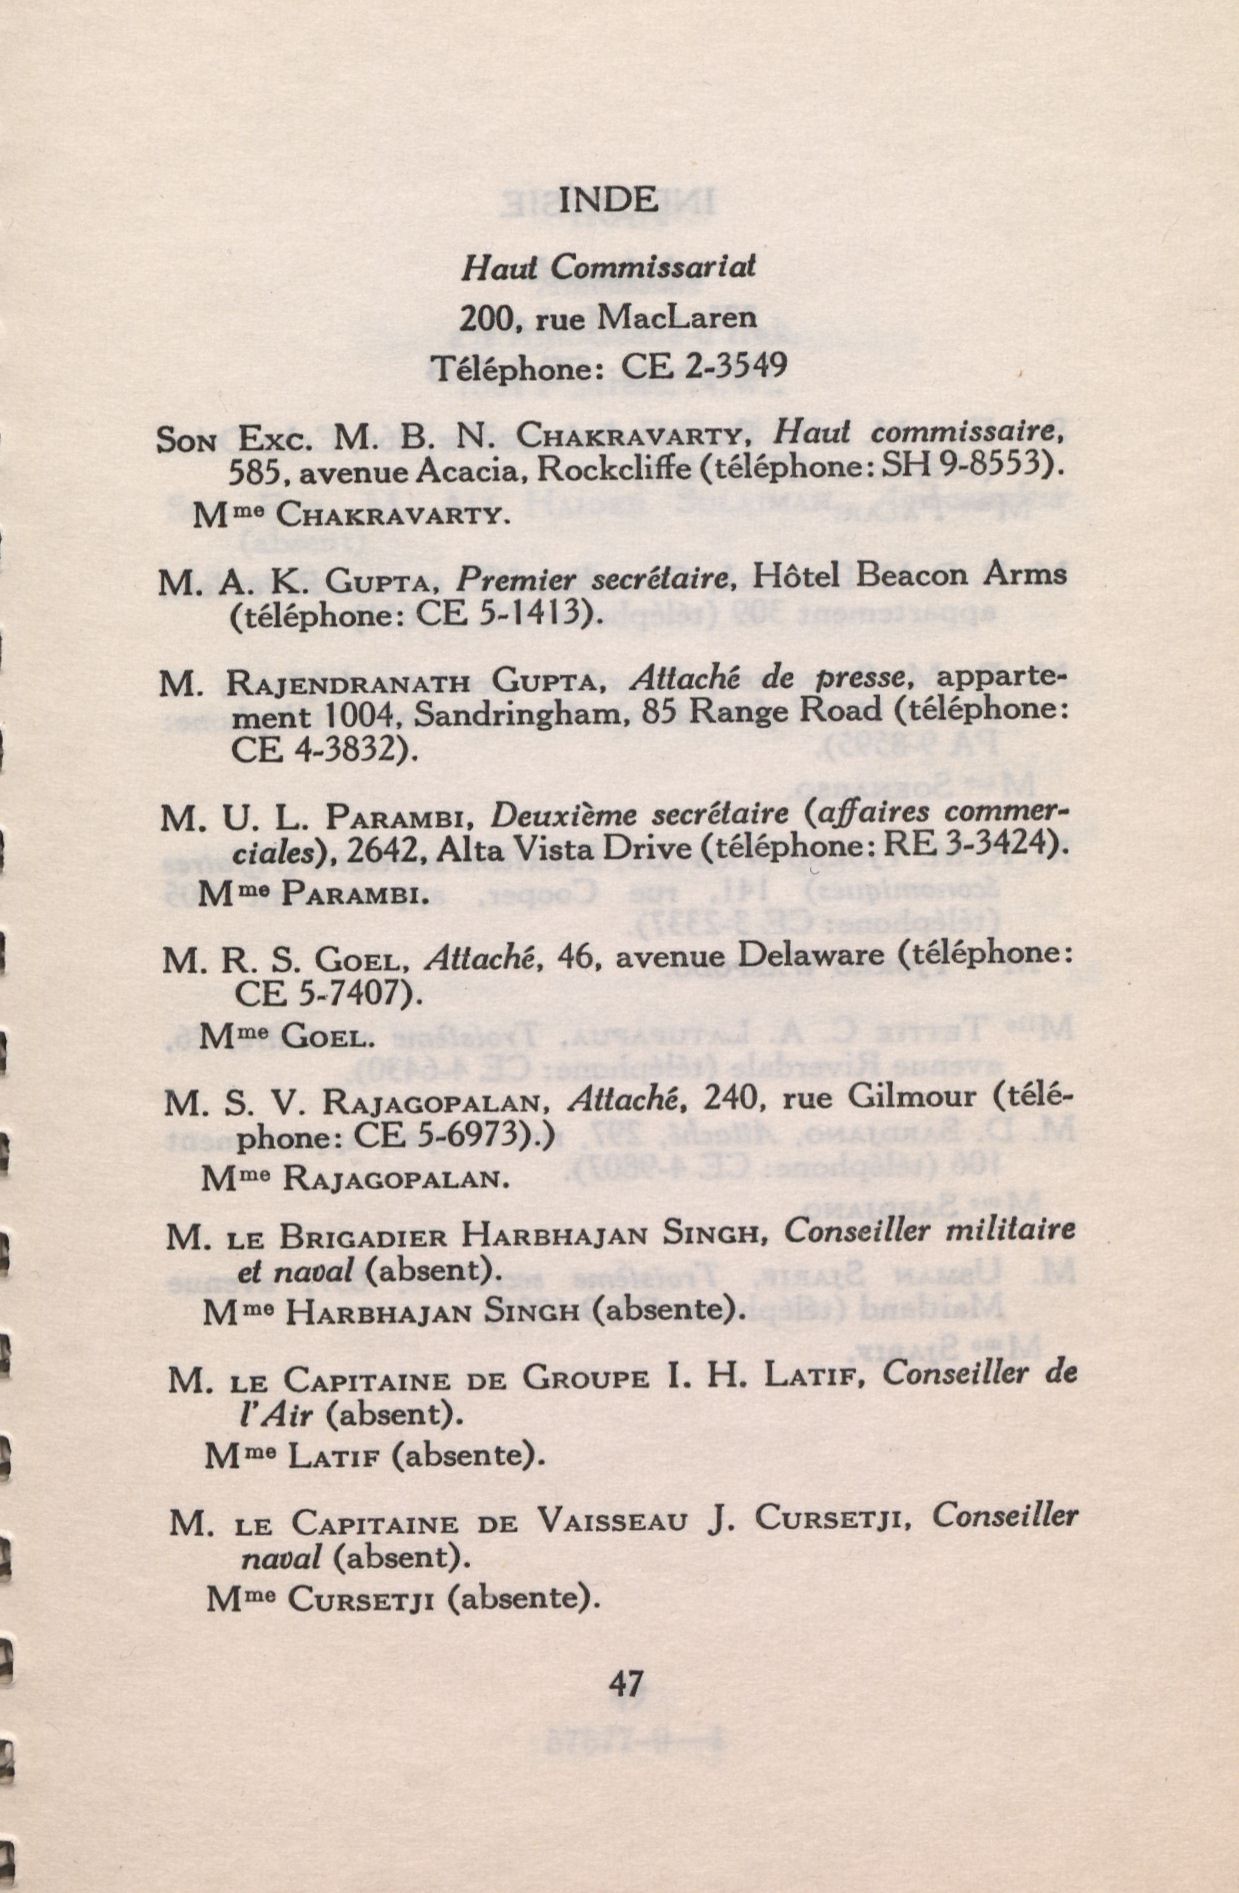 INDE
Haut Commissariat
200, rue MacLaren
Téléphone: CE 2-3549
SON EXC. M. B. N. CHAKRAVARTY, Haut commissaire,
585, avenue Acacia, Rockcliffe (téléphone: SH 9-8553).
Mme CHAKRAVARTY.
M. A. K. GUPTA, Premier secrétaire, Hôtel Beacon Arms
(téléphone: CE 5-1413).
M. RAJENDRANATH GUPTA, Attaché de presse, apparte-
ment 1004, Sandringham, 85 Range Road (téléphone:
CE 4-3832).
M. U. L. PARAMBI, Deuxième secrétaire (affaires commer-
ciales), 2642, Alta Vista Drive (téléphone: RE 3-3424).
Mme PARAMBI.
M. R. S. GOEL, Attaché, 46, avenue Delaware (téléphone:
CE 5-7407).
Mme GOEL.
M. S. V. RAJAGOPALAN, Attaché, 240, rue Gilmour (télé-
phone: CE 5-6973).)
Mme RAJAGOPALAN.
M. LE BRIGADIER HARBHAJAN SINGH, Conseiller militaire
et naval (absent).
Mme HARBHAJAN SINGH (absente).
M. LE CAPITAINE DE GROUPE I. H. LATIF, Conseiller de
l'Air (absent).
Mme LATIF (absente).
M. LE CAPITAINE DE VAISSEAU J. CURSETJI, Conseiller
naval (absent).
Mme CURSETJI (absente).
47